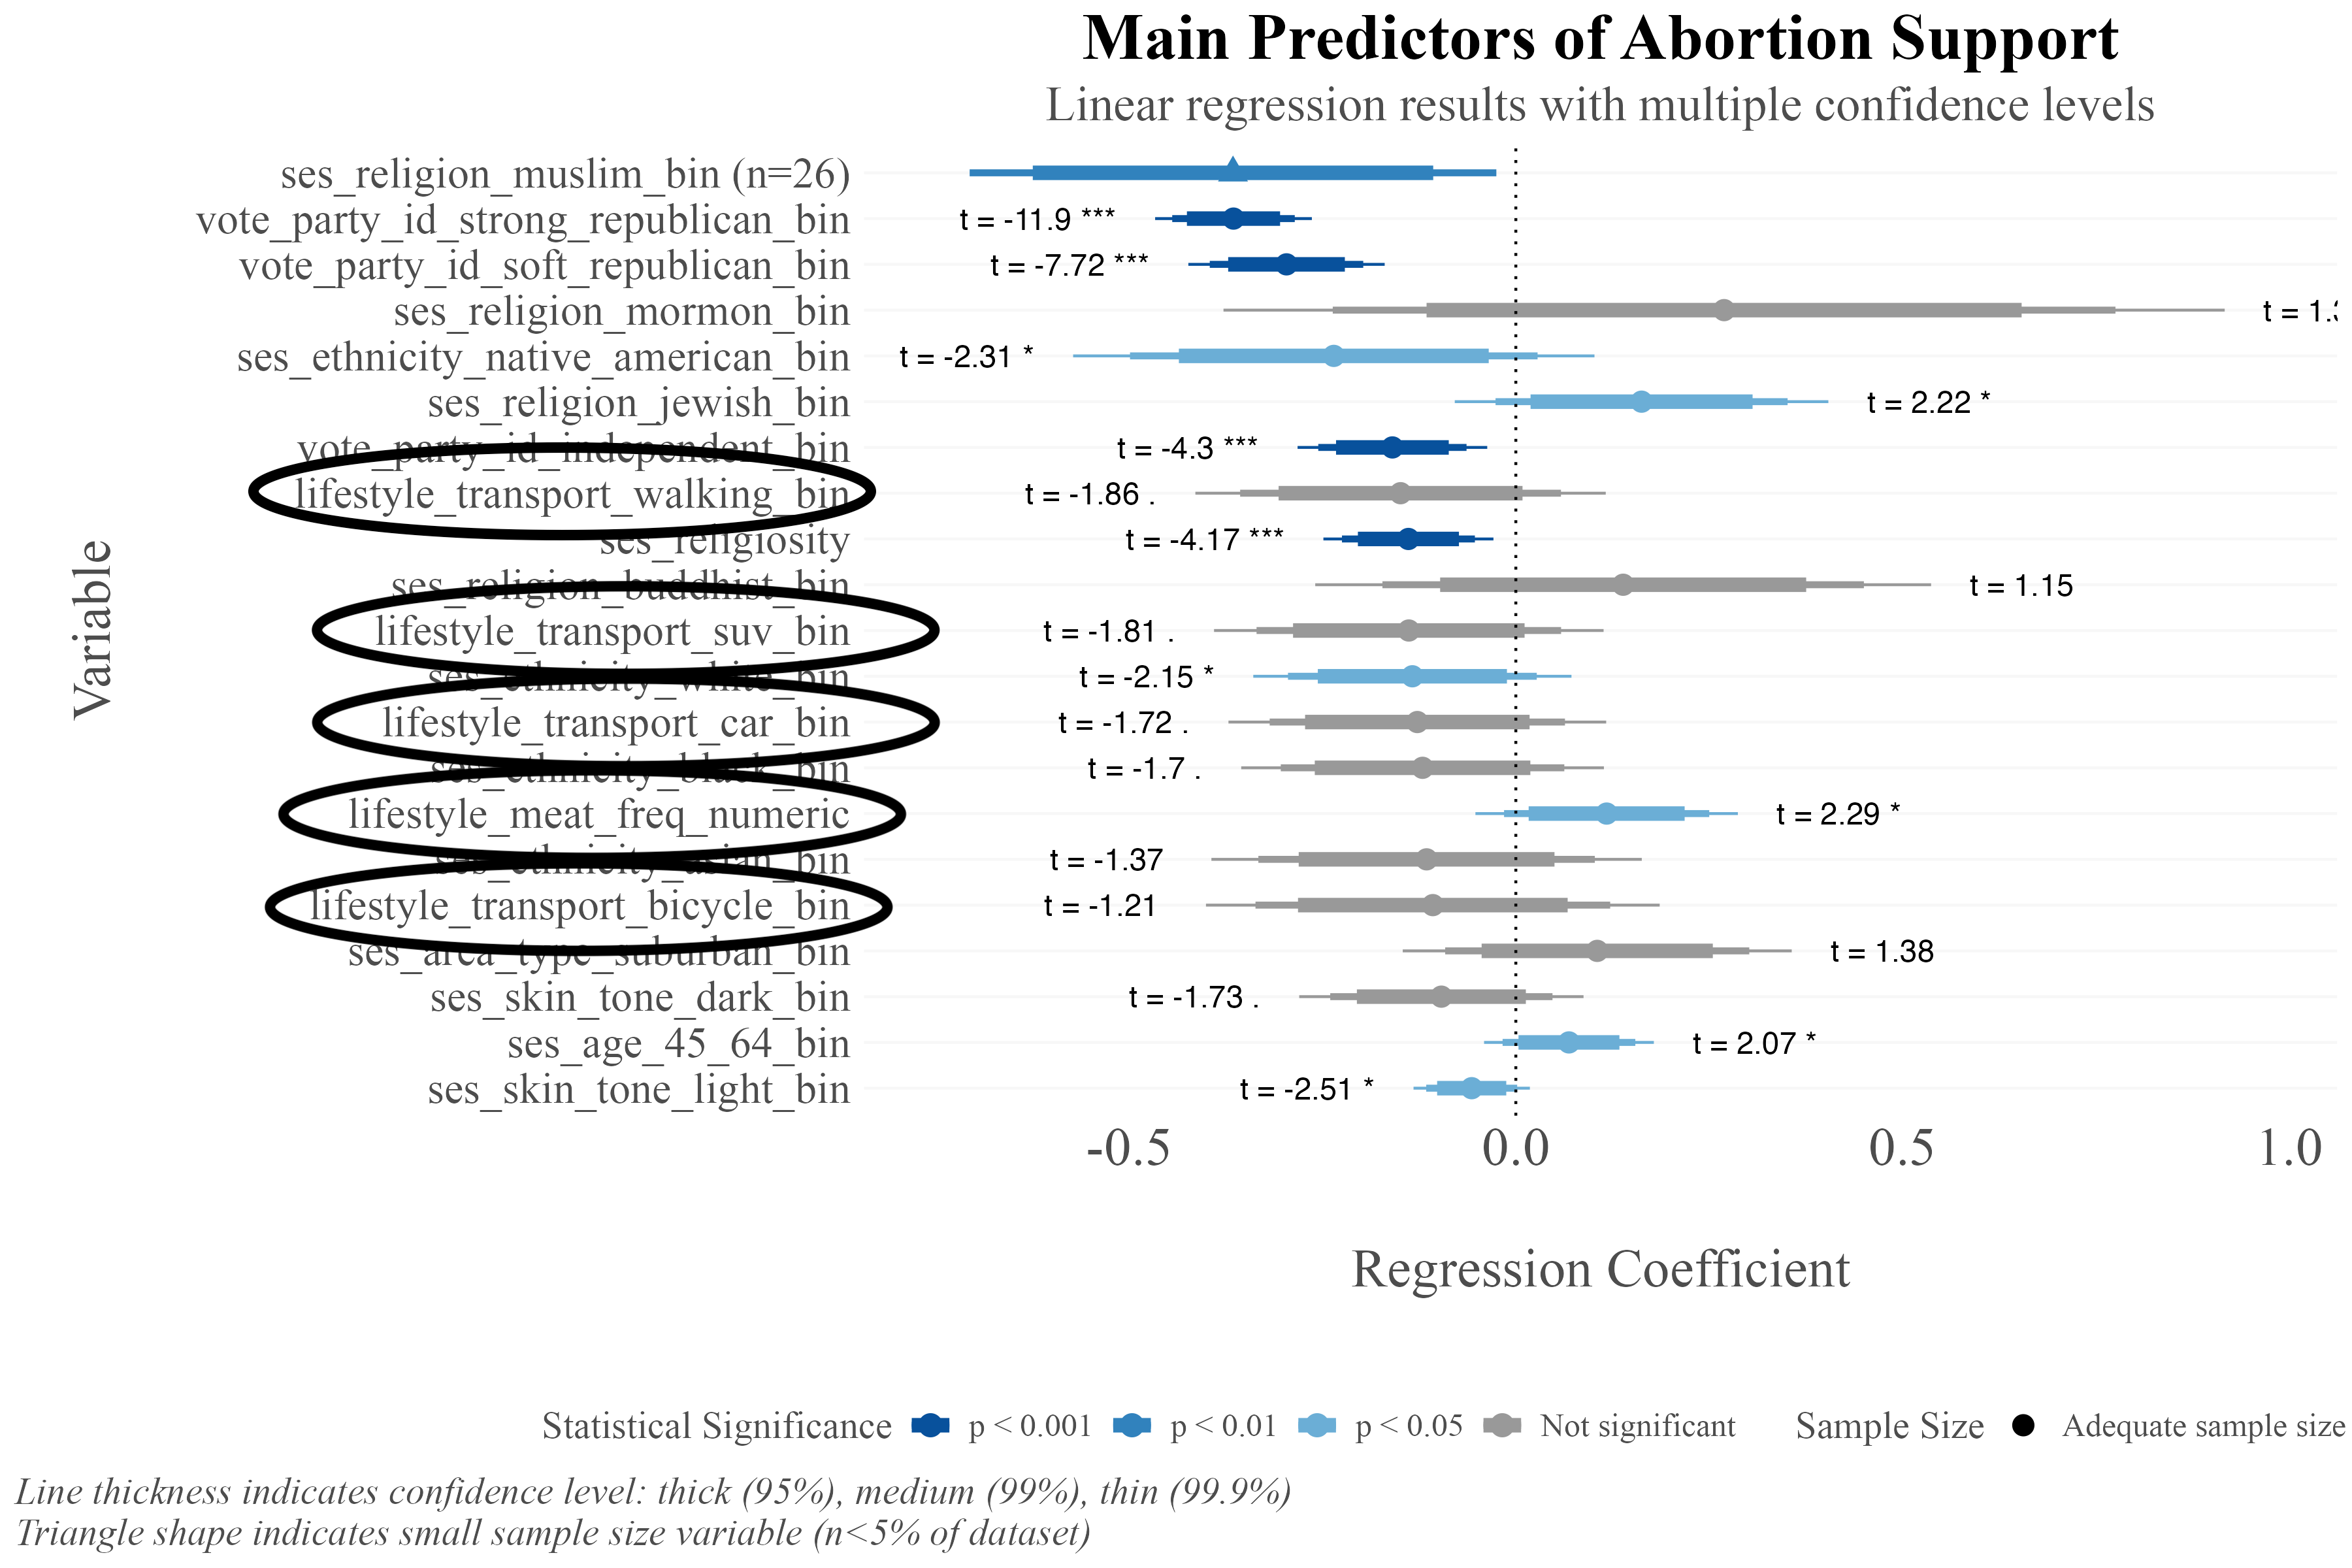 Main Predictors of Abortion Support
Linear regression results with multiple confidence levels
Variable
ses_religion_muslim_bin (n=26)
vote_party_id_strong_republican_bin t = -11.9 ***
vote_party_id_soft_republican_bin t = -7.72 ***
ses_religion_mormon_bin t = 1.
ses_ethnicity_native_american_bin t = -2.31 *
ses_religion_jewish_bin t = 2.22 *
vote_party_id_independent_bin t = -4.3 ***
lifestyle_transport_walking_bin t = -1.86 .
ses_religiosity t = -4.17 ***
ses_religion_buddhist_bin t = 1.15
lifestyle_transport_suv_bin t = -1.81 .
ses_ethnicity_white_bin t = -2.15 *
lifestyle_transport_car_bin t = -1.72 .
ses_ethnicity_black_bin t = -1.7 .
lifestyle_meat_freq_numeric t = 2.29 *
ses_ethnicity_asian_bin t = -1.37
lifestyle_transport_bicycle_bin t = -1.21
ses_area_type_suburban_bin t = 1.38
ses_skin_tone_dark_bin t = -1.73 .
ses_age_45_64_bin t = 2.07 *
ses_skin_tone_light_bin t = -2.51 *
-0.5 0.0 0.5 1.0
Regression Coefficient
Statistical Significance p < 0.001 p < 0.01 p < 0.05 Not significant Sample Size Adequate sample size
Line thickness indicates confidence level: thick (95%), medium (99%), thin (99.9%)
Triangle shape indicates small sample size variable (n<5% of dataset)